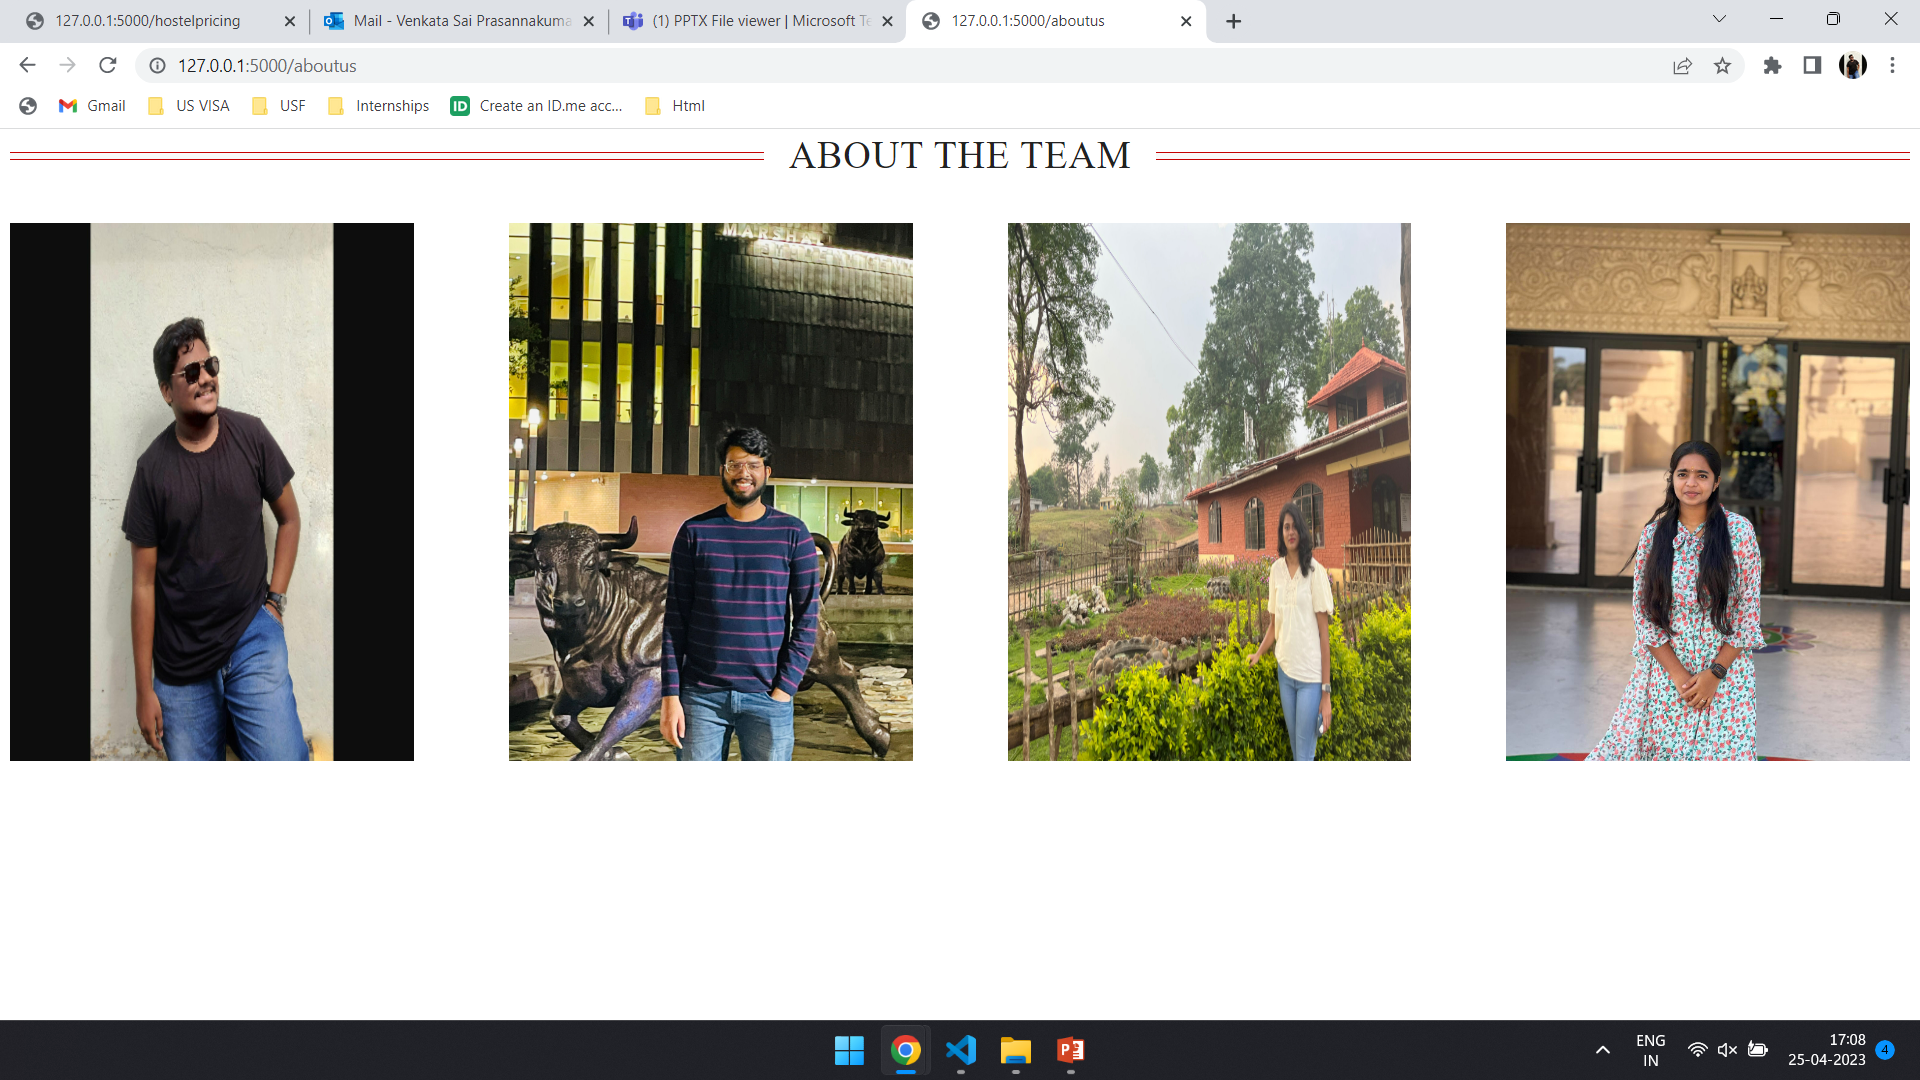 127.0.0.1:5000/hostelpricing
Mail - Venkata Sai Prasannakuma
(1) PPTX File viewer | Microsoft Te
127.0.0.1:5000/aboutus
127.0.0.1:5000/aboutus
Gmail
US VISA
USF
Internships
ID
Create an ID.me acc...
Html
ABOUT THE TEAM
MARSHALL
ENG
IN
17:08
25-04-2023
4